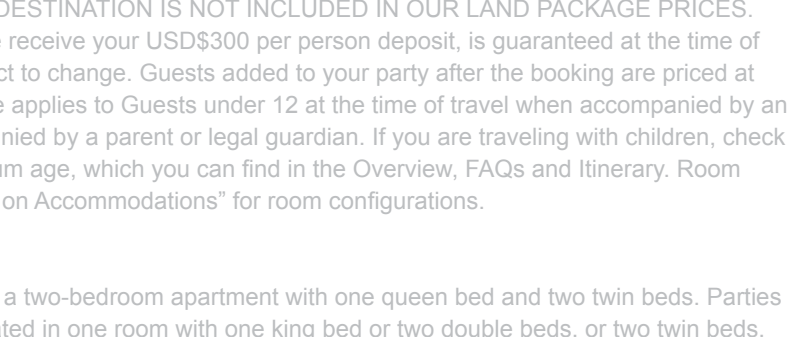 DESTINATION IS NOT INCLUDED IN OUR LAND PACKAGE PRICES.
receive your USD$300 per person deposit, is guaranteed at the time of
to change. Guests added to your party after the booking are priced at
applies to Guests under 12 at the time of travel when accompanied by an
by a parent or legal guardian. If you are traveling with children, check
age, which you can find in the Overview, FAQs and Itinerary. Room
on Accommodations” for room configurations.
a two-bedroom apartment with one queen bed and two twin beds. Parties
in one room with one king bed or two double beds, or two twin beds.